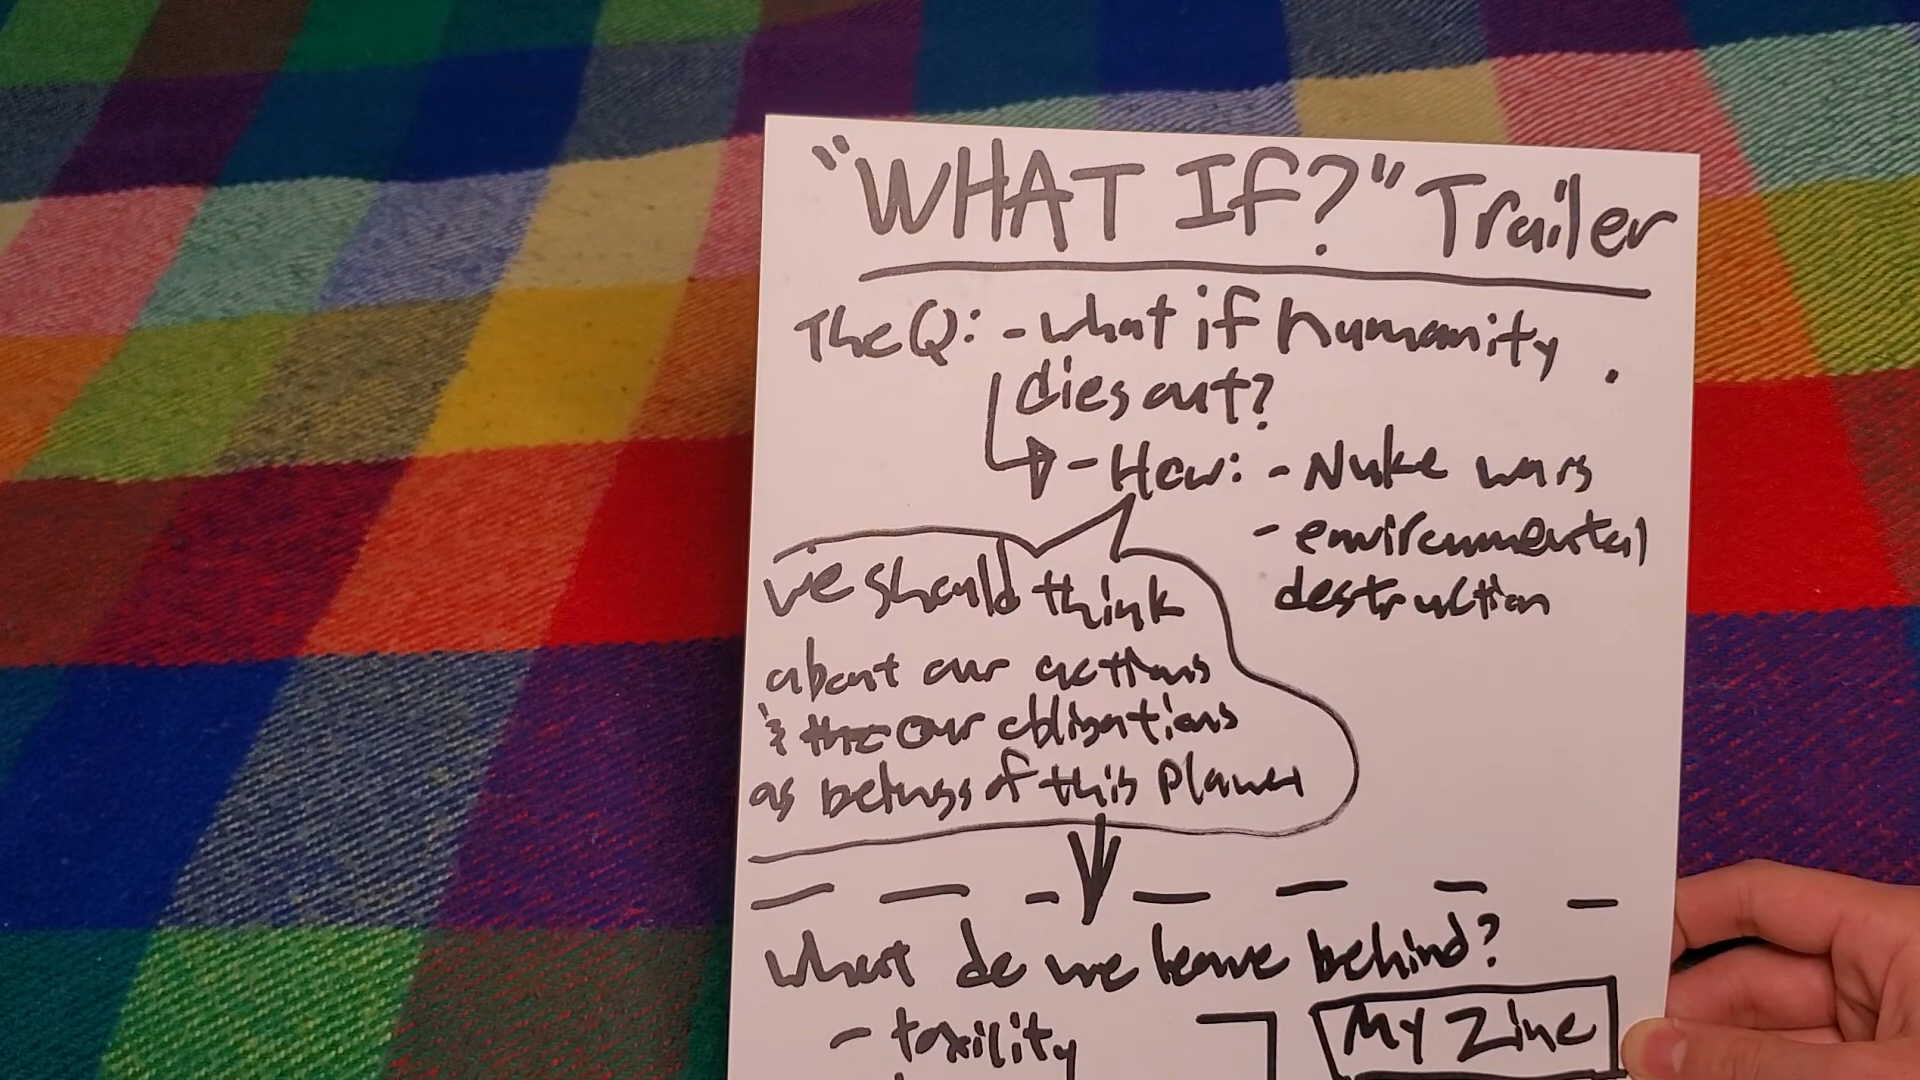 "WHAT If?" Trailer
The Q: - what if humanity
dies out?
- How: - Nuke wars
- environmental
destruction
we should think
about our actions
& the our obligations
as beings of this planet
what do we leave behind?
- toxility
My Zine